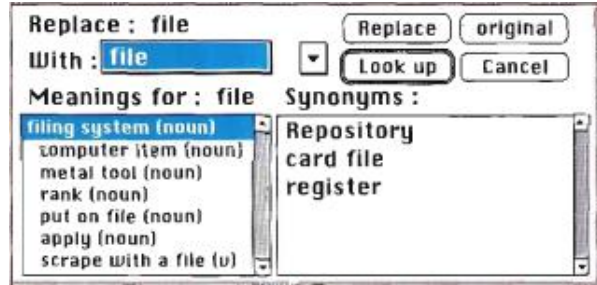 Replace : file
Replace
original
With : file
Look up
Cancel
Meanings for : file
Synonyms :
filing system (noun)
computer item (noun)
metal tool (noun)
rank (noun)
put on file (noun)
apply (noun)
scrape with a file (v)
Repository
card file
register